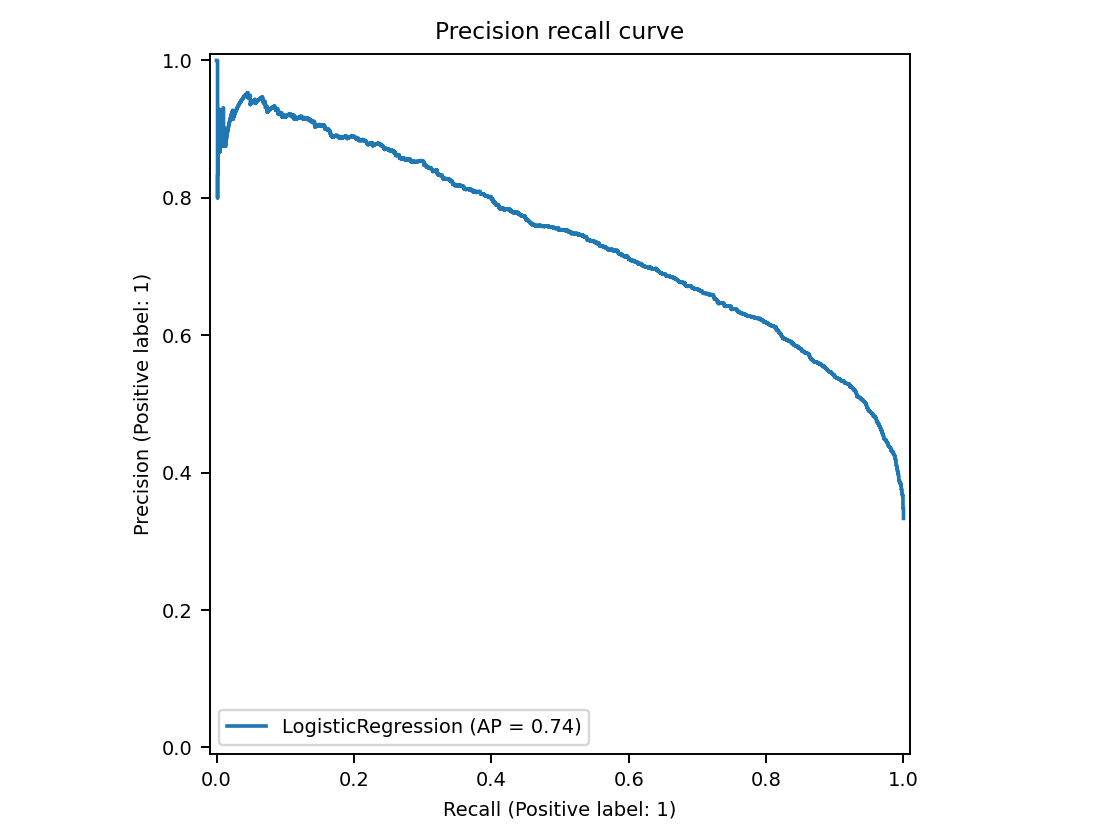 Precision recall curve
1.0
0.8
0.6
0.4
0.2
0.0
Precision (Positive label: 1)
LogisticRegression (AP = 0.74)
0.0 0.2 0.4 0.6 0.8 1.0
Recall (Positive label: 1)